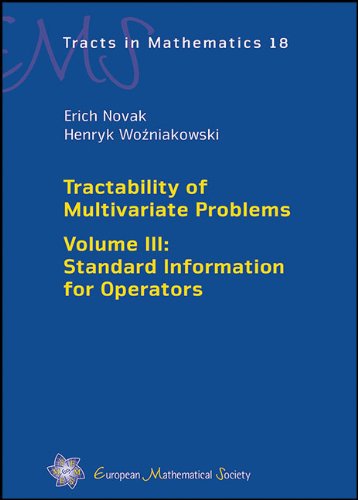 EMS
Tracts in Mathematics 18
Erich Novak
Henryk Woźniakowski
Tractability of
Multivariate Problems
Volume III:
Standard Information
for Operators
European Mathematical Society